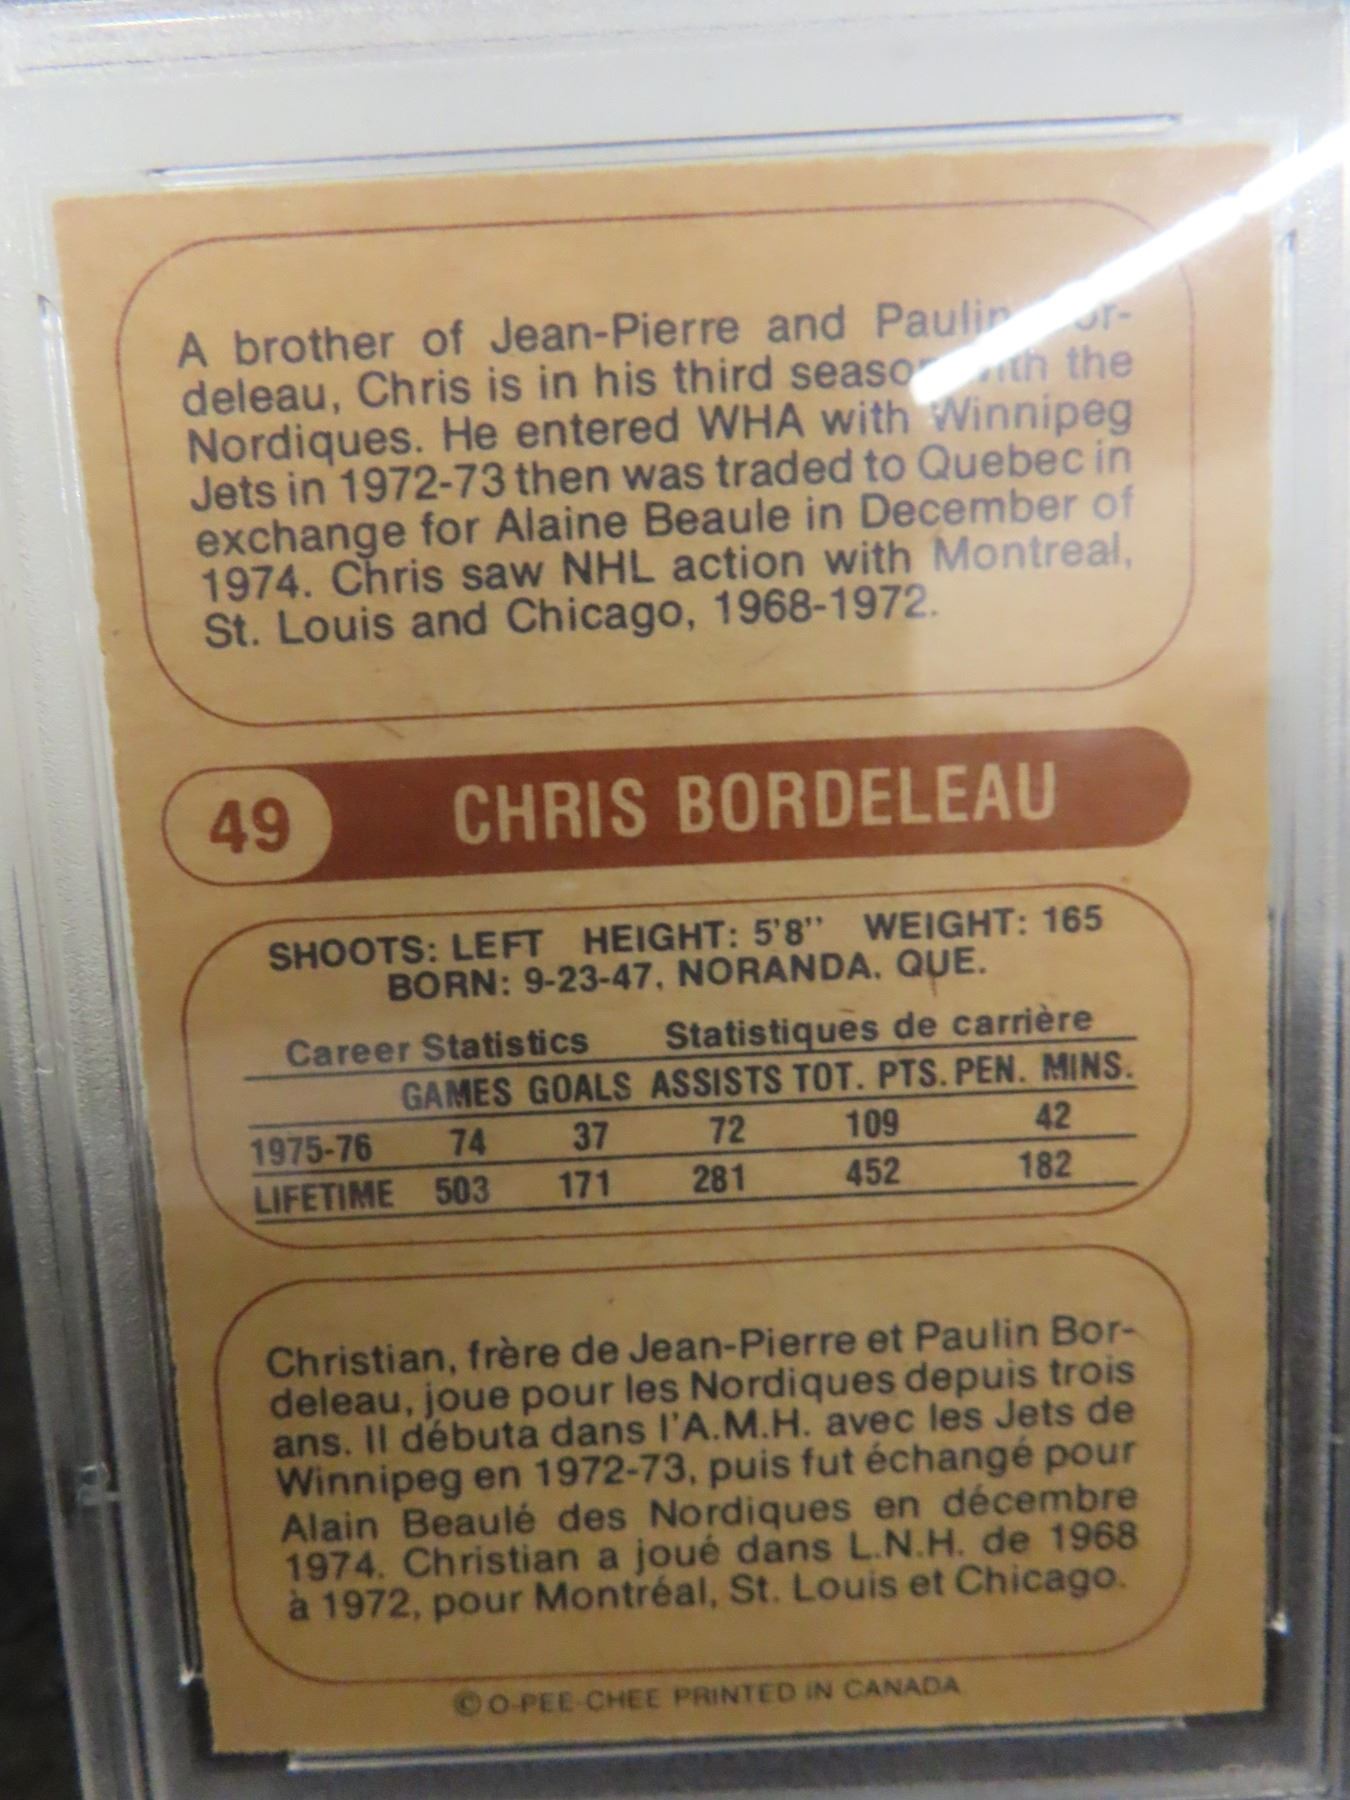 A brother of Jean-Pierre and Paulin Bor-
deleau, Chris is in his third season with the
Nordiques. He entered WHA with Winnipeg
Jets in 1972-73 then was traded to Quebec in
exchange for Alaine Beaule in December of
1974. Chris saw NHL action with Montreal,
St. Louis and Chicago, 1968-1972.
49 CHRIS BORDELEAU
SHOOTS: LEFT HEIGHT: 5'8" WEIGHT: 165
BORN: 9-23-47, NORANDA, QUE.
Career Statistics Statistiques de carrière
GAMES GOALS ASSISTS TOT. PTS. PEN. MINS.
1975-76 74 37 72 109 42
LIFETIME 503 171 281 452 182
Christian, frère de Jean-Pierre et Paulin Bor-
deleau, joue pour les Nordiques depuis trois
ans. Il débuta dans l'A.M.H. avec les Jets de
Winnipeg en 1972-73, puis fut échangé pour
Alain Beaulé des Nordiques en décembre
1974. Christian a joué dans L.N.H. de 1968
à 1972, pour Montréal, St. Louis et Chicago.
© O-PEE-CHEE PRINTED IN CANADA